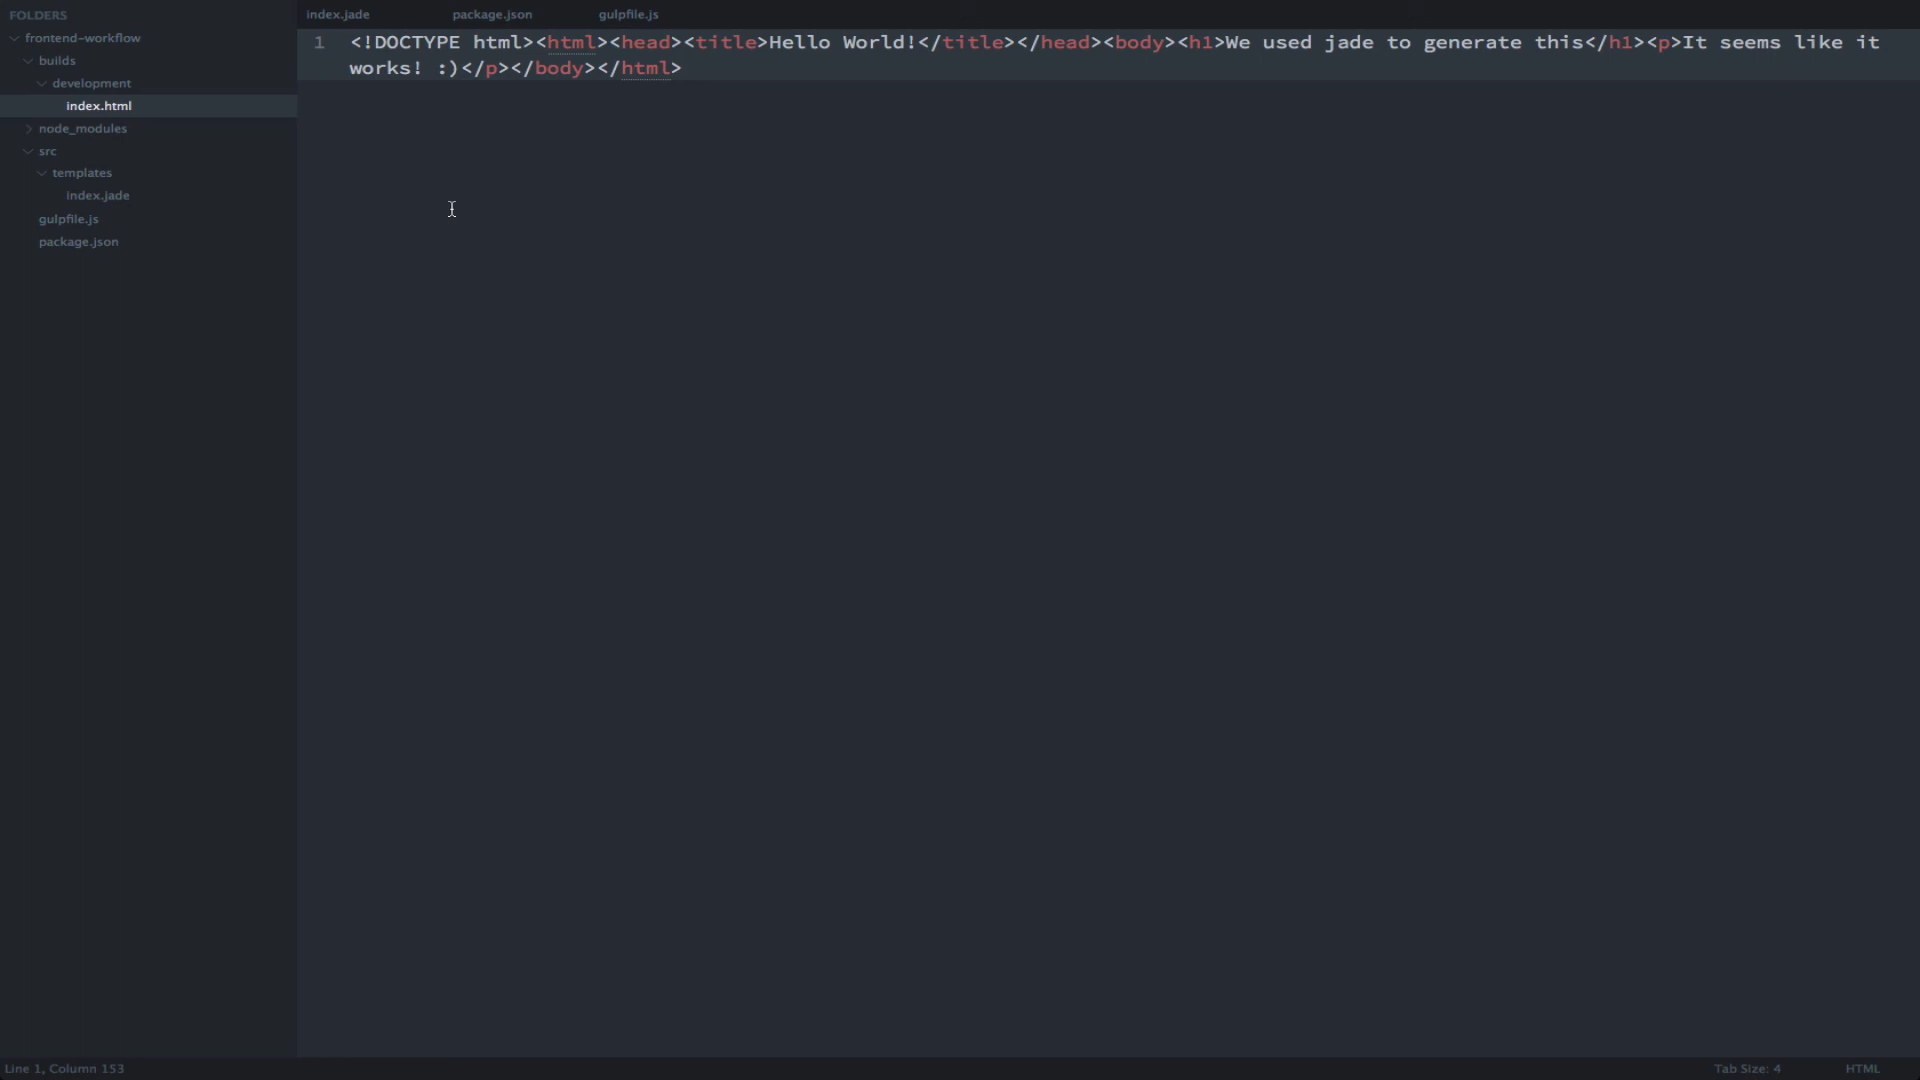 FOLDERS
frontend-workflow
builds
development
index.html
node_modules
src
templates
index.jade
gulpfile.js
package.json
index.jade package.json gulpfile.js
1 <!DOCTYPE html><html><head><title>Hello World!</title></head><body><h1>We used jade to generate this</h1><p>It seems like it
works! :)</p></body></html>
Line 1, Column 153 Tab Size: 4 HTML